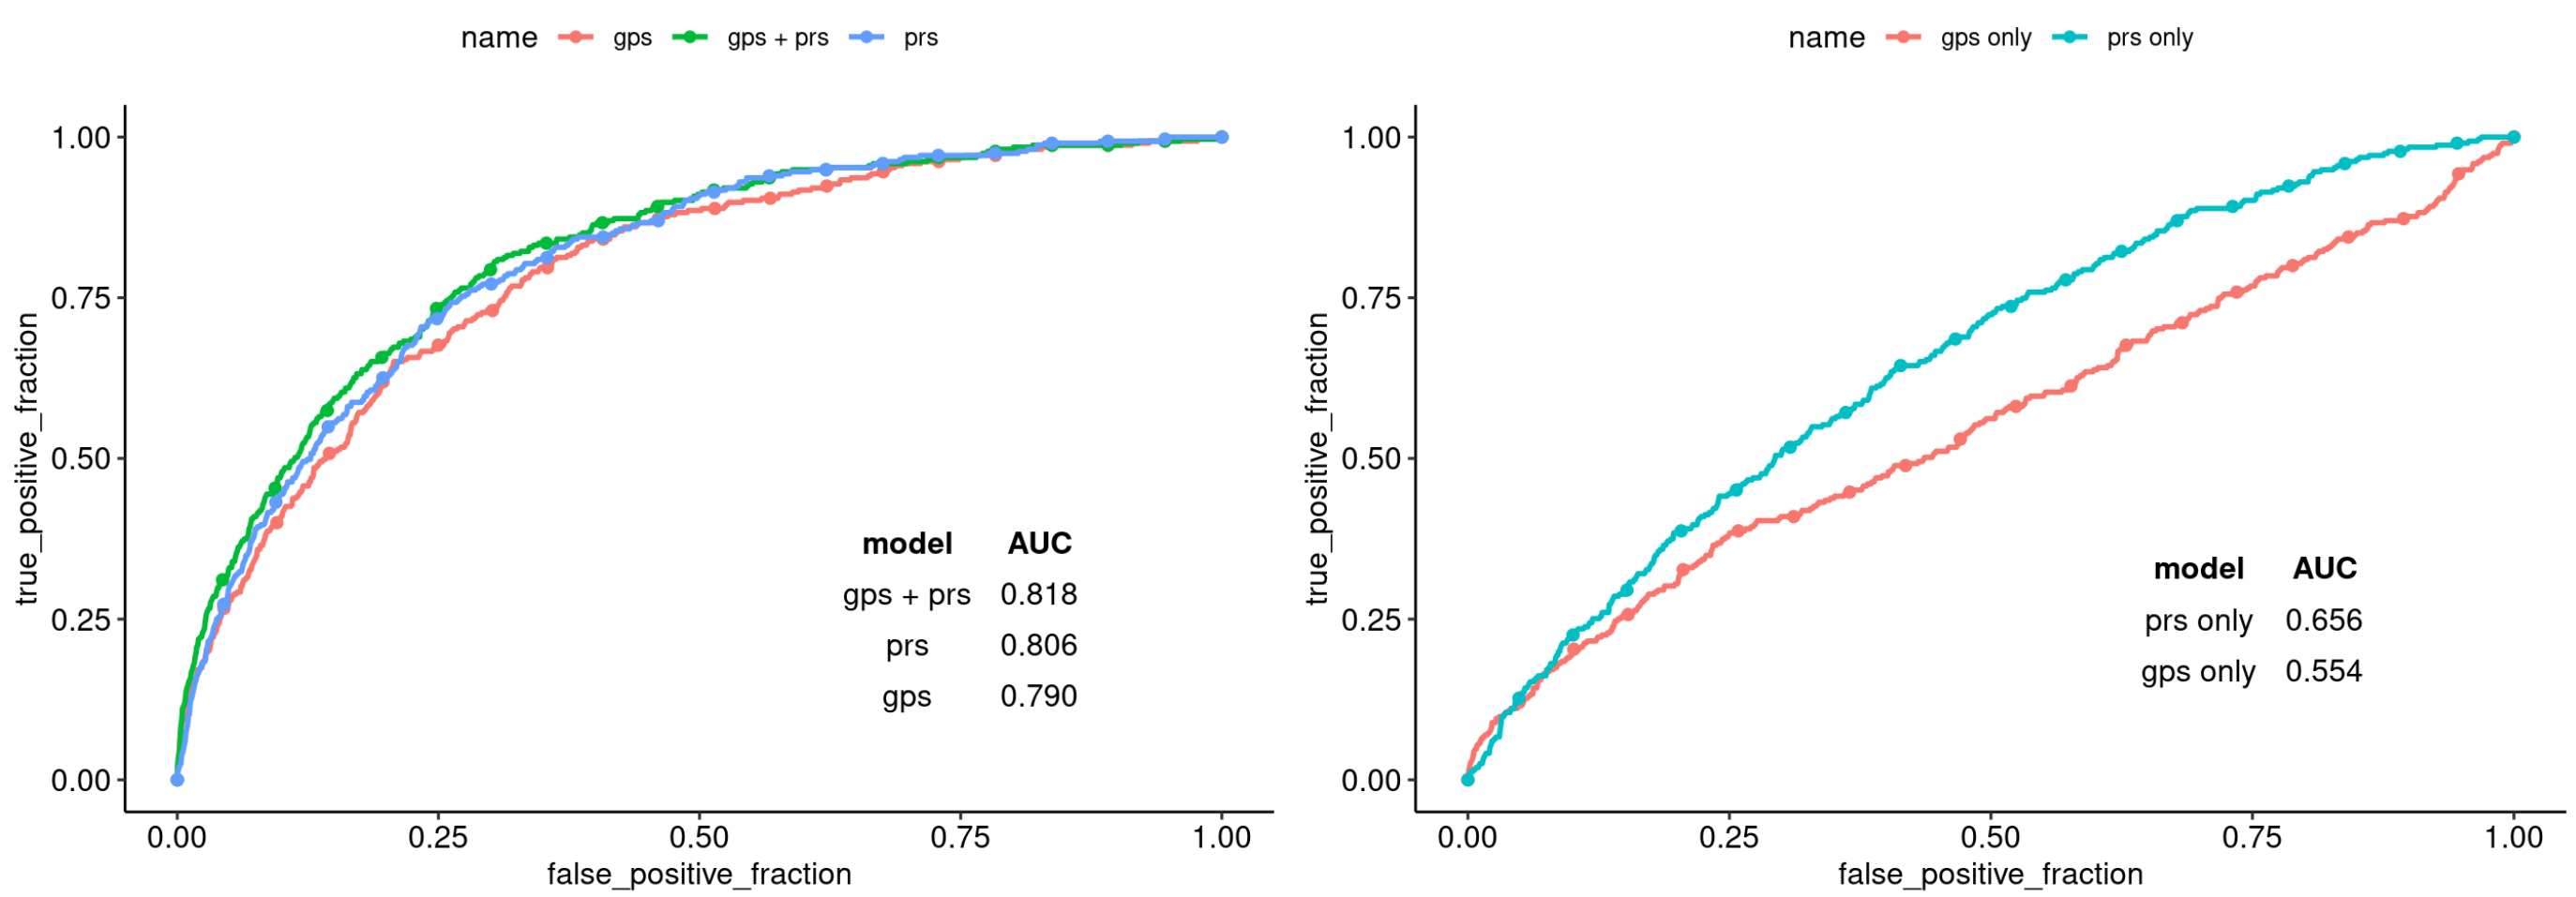 name gps gps + prs prs
true_positive_fraction
1.00
0.75
0.50
0.25
0.00
model AUC
gps + prs 0.818
prs 0.806
gps 0.790
0.00 0.25 0.50 0.75 1.00
false_positive_fraction
name gps only prs only
true_positive_fraction
1.00
0.75
0.50
0.25
0.00
model AUC
prs only 0.656
gps only 0.554
0.00 0.25 0.50 0.75 1.00
false_positive_fraction